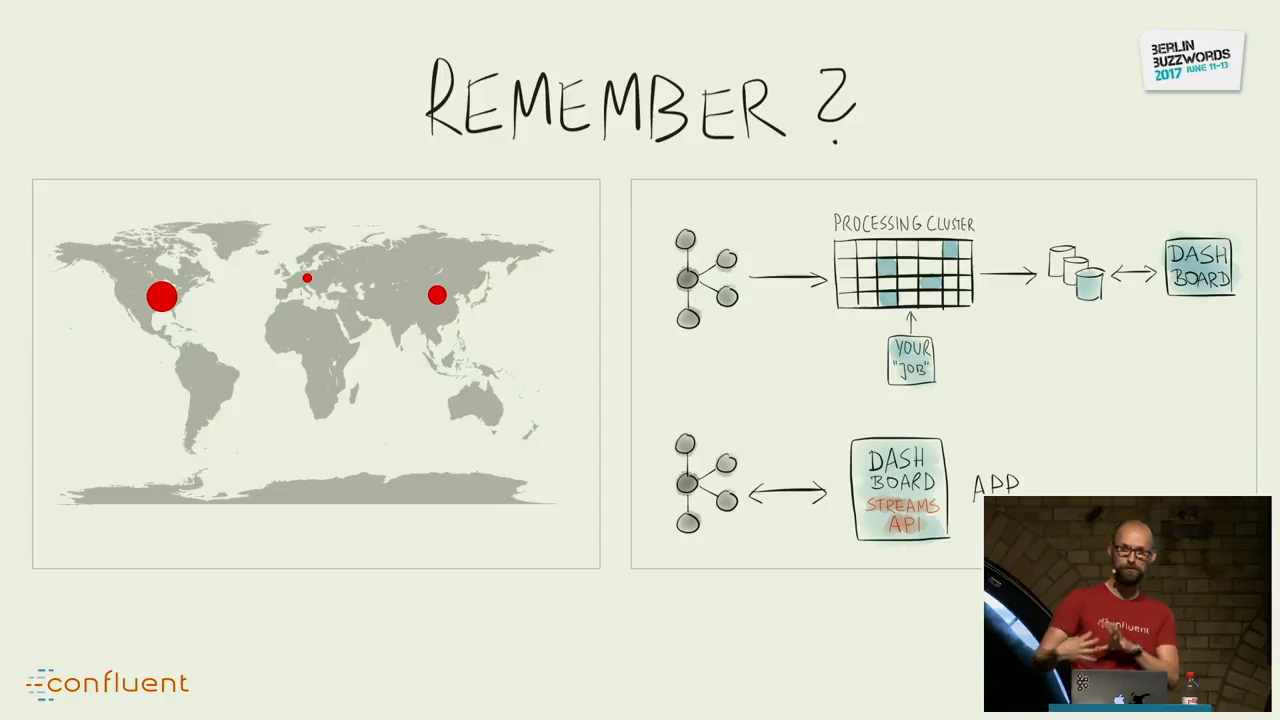 REMEMBER ?
BERLIN
BUZZWORDS
2017 JUNE 11-13
PROCESSING CLUSTER
DASH
BOARD
YOUR
"JOB"
DASH
BOARD
STREAMS
API
APP
confluent
confluent